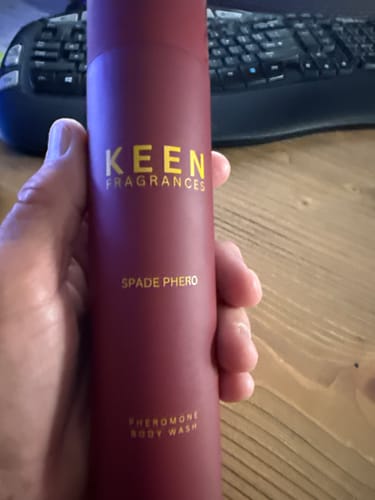 KEEN
FRAGRANCES
SPADE PHERO
PHEROMONE
BODY WASH